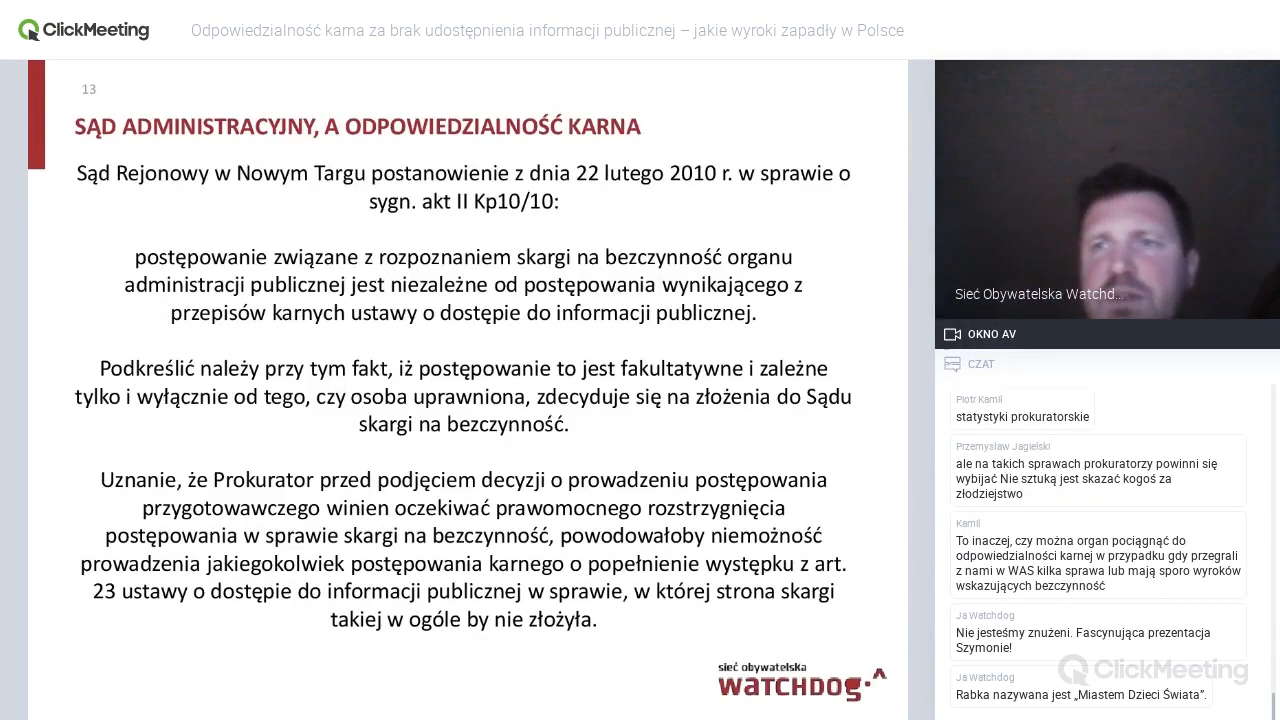 ClickMeeting
Odpowiedzialność karna za brak udostępnienia informacji publicznej – jakie wyroki zapadły w Polsce
13
SĄD ADMINISTRACYJNY, A ODPOWIEDZIALNOŚĆ KARNA
Sąd Rejonowy w Nowym Targu postanowienie z dnia 22 lutego 2010 r. w sprawie o
sygn. akt II Kp10/10:
postępowanie związane z rozpoznaniem skargi na bezczynność organu
administracji publicznej jest niezależne od postępowania wynikającego z
przepisów karnych ustawy o dostępie do informacji publicznej.
Podkreślić należy przy tym fakt, iż postępowanie to jest fakultatywne i zależne
tylko i wyłącznie od tego, czy osoba uprawniona, zdecyduje się na złożenia do Sądu
skargi na bezczynność.
Uznanie, że Prokurator przed podjęciem decyzji o prowadzeniu postępowania
przygotowawczego winien oczekiwać prawomocnego rozstrzygnięcia
postępowania w sprawie skargi na bezczynność, powodowałoby niemożność
prowadzenia jakiegokolwiek postępowania karnego o popełnienie występku z art.
23 ustawy o dostępie do informacji publicznej w sprawie, w której strona skargi
takiej w ogóle by nie złożyła.
sieć obywatelska
WATCHDOG
Sieć Obywatelska Watchd...
OKNO AV
CZAT
Piotr Kamil
statystyki prokuratorskie
Przemysław Jagielski
ale na takich sprawach prokuratorzy powinni się
wybijać Nie sztuką jest skazać kogoś za
złodziejstwo
Kamil
To inaczej, czy można organ pociągnąć do
odpowiedzialności karnej w przypadku gdy przegrali
z nami w WAS kilka sprawa lub mają sporo wyroków
wskazujących bezczynność
Ja Watchdog
Nie jesteśmy znużeni. Fascynująca prezentacja
Szymonie!
Ja Watchdog
Rabka nazywana jest „Miastem Dzieci Świata”.
ClickMeeting